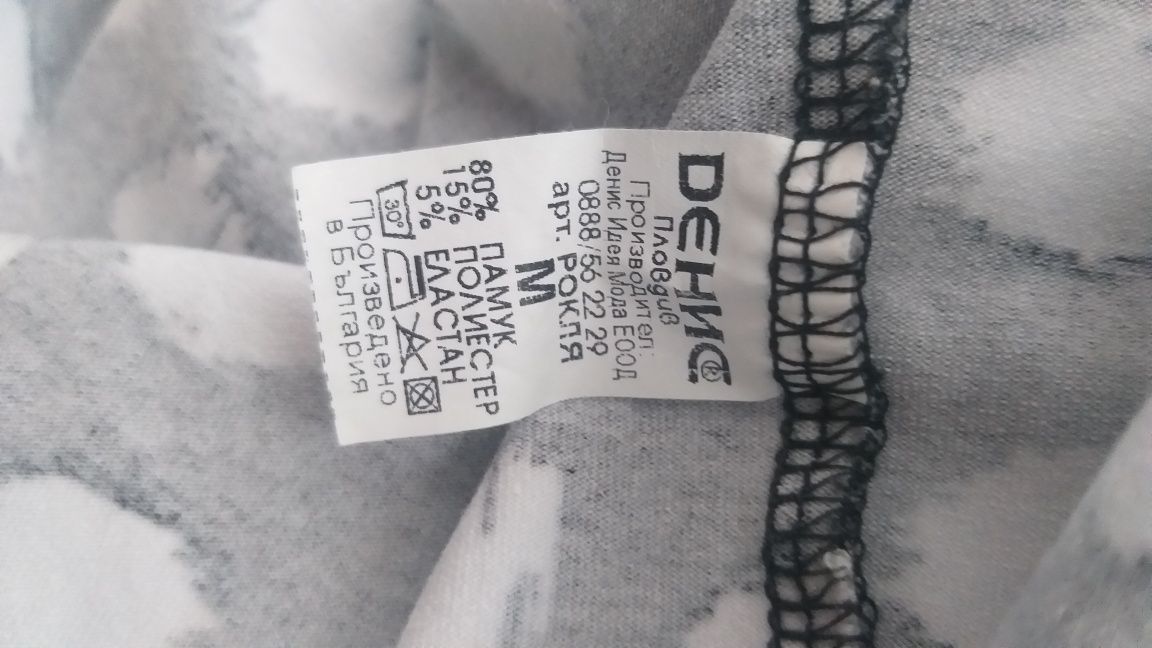 DЕНИС®
Пловдив
Производител:
Денис Идея Мода ЕООД
0888/56 22 29
арт. РОКЛЯ
M
80% ПАМУК
15% ПОЛИЕСТЕР
5% ЕЛАСТАН
30°
Произведено
в България